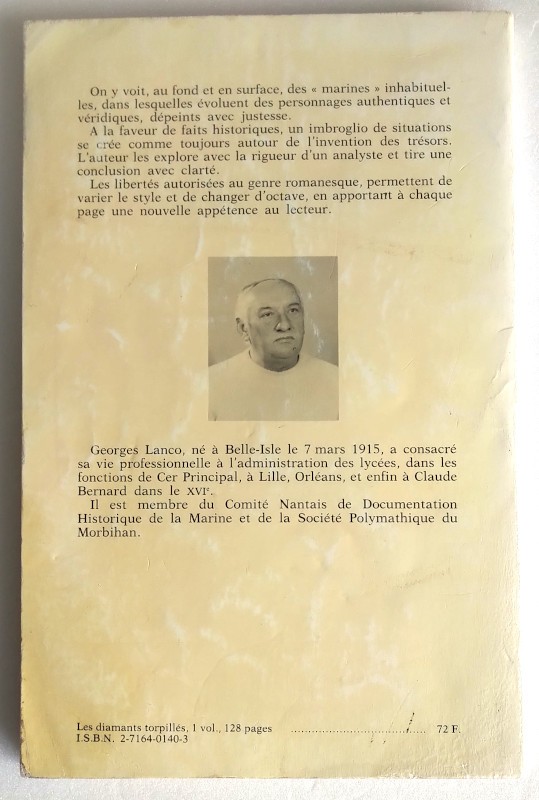 On y voit, au fond et en surface, des « marines » inhabituel-
les, dans lesquelles évoluent des personnages authentiques et
véridiques, dépeints avec justesse.
A la faveur de faits historiques, un imbroglio de situations
se crée comme toujours autour de l'invention des trésors.
L'auteur les explore avec la rigueur d'un analyste et tire une
conclusion avec clarté.
Les libertés autorisées au genre romanesque, permettent de
varier le style et de changer d'octave, en apportant à chaque
page une nouvelle appétence au lecteur.
Georges Lanco, né à Belle-Isle le 7 mars 1915, a consacré
sa vie professionnelle à l'administration des lycées, dans les
fonctions de Cer Principal, à Lille, Orléans, et enfin à Claude
Bernard dans le XVIe.
Il est membre du Comité Nantais de Documentation
Historique de la Marine et de la Société Polymathique du
Morbihan.
Les diamants torpillés, 1 vol., 128 pages ........................................ 72 F.
I.S.B.N. 2-7164-0140-3